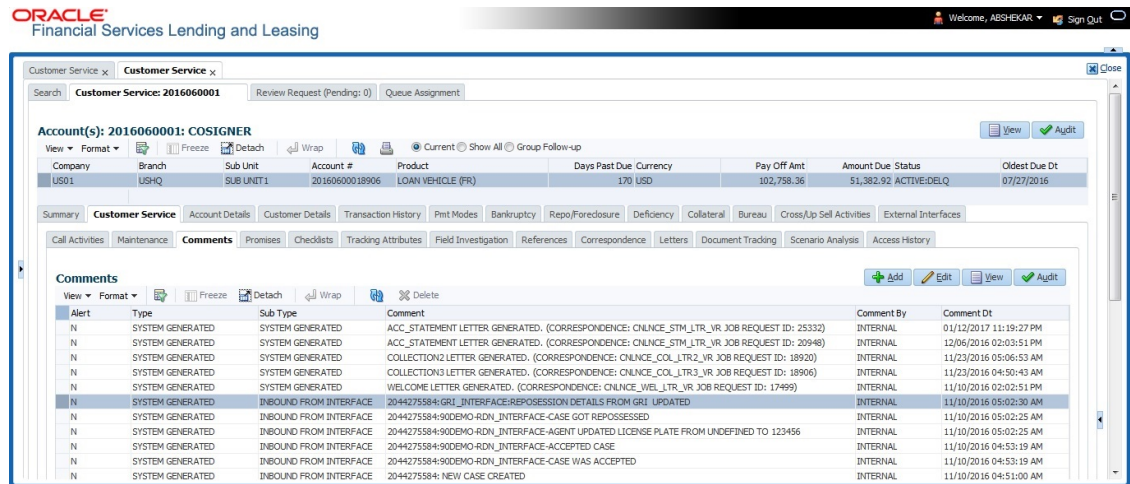 ORACLE®
Financial Services Lending and Leasing
Welcome, ABSHEKAR Sign Out
Customer Service x Customer Service x Close
Search Customer Service: 2016060001 Review Request (Pending: 0) Queue Assignment
Account(s): 2016060001: COSIGNER View Audit
View Format Freeze Detach Wrap Current Show All Group Follow-up
Company Branch Sub Unit Account # Product Days Past Due Currency Pay Off Amt Amount Due Status Oldest Due Dt
US01 USHQ SUB UNIT1 20160600018906 LOAN VEHICLE (FR) 170 USD 102,758.36 51,382.92 ACTIVE:DELQ 07/27/2016
Summary Customer Service Account Details Customer Details Transaction History Pmt Modes Bankruptcy Repo/Foreclosure Deficiency Collateral Bureau Cross/Up Sell Activities External Interfaces
Call Activities Maintenance Comments Promises Checklists Tracking Attributes Field Investigation References Correspondence Letters Document Tracking Scenario Analysis Access History
Comments Add Edit View Audit
View Format Freeze Detach Wrap Delete
Alert Type Sub Type Comment Comment By Comment Dt
N SYSTEM GENERATED SYSTEM GENERATED ACC_STATEMENT LETTER GENERATED. (CORRESPONDENCE: CNLNCE_STM_LTR_VR JOB REQUEST ID: 25332) INTERNAL 01/12/2017 11:19:27 PM
N SYSTEM GENERATED SYSTEM GENERATED ACC_STATEMENT LETTER GENERATED. (CORRESPONDENCE: CNLNCE_STM_LTR_VR JOB REQUEST ID: 20948) INTERNAL 12/06/2016 02:03:51 PM
N SYSTEM GENERATED SYSTEM GENERATED COLLECTION2 LETTER GENERATED. (CORRESPONDENCE: CNLNCE_COL_LTR2_VR JOB REQUEST ID: 18920) INTERNAL 11/23/2016 05:06:53 AM
N SYSTEM GENERATED SYSTEM GENERATED COLLECTION3 LETTER GENERATED. (CORRESPONDENCE: CNLNCE_COL_LTR3_VR JOB REQUEST ID: 18906) INTERNAL 11/23/2016 04:50:43 AM
N SYSTEM GENERATED SYSTEM GENERATED WELCOME LETTER GENERATED. (CORRESPONDENCE: CNLNCE_WEL_LTR_VR JOB REQUEST ID: 17499) INTERNAL 11/10/2016 02:02:51 PM
N SYSTEM GENERATED INBOUND FROM INTERFACE 2044275584:GRI_INTERFACE:REPOSESSION DETAILS FROM GRI UPDATED INTERNAL 11/10/2016 05:02:30 AM
N SYSTEM GENERATED INBOUND FROM INTERFACE 2044275584:90DEMO-RDN_INTERFACE-CASE GOT REPOSSESSED INTERNAL 11/10/2016 05:02:25 AM
N SYSTEM GENERATED INBOUND FROM INTERFACE 2044275584:90DEMO-RDN_INTERFACE-AGENT UPDATED LICENSE PLATE FROM UNDEFINED TO 123456 INTERNAL 11/10/2016 05:02:25 AM
N SYSTEM GENERATED INBOUND FROM INTERFACE 2044275584:90DEMO-RDN_INTERFACE-ACCEPTED CASE INTERNAL 11/10/2016 04:53:19 AM
N SYSTEM GENERATED INBOUND FROM INTERFACE 2044275584:90DEMO-RDN_INTERFACE-CASE WAS ACCEPTED INTERNAL 11/10/2016 04:53:19 AM
N SYSTEM GENERATED INBOUND FROM INTERFACE 2044275584: NEW CASE CREATED INTERNAL 11/10/2016 04:51:00 AM